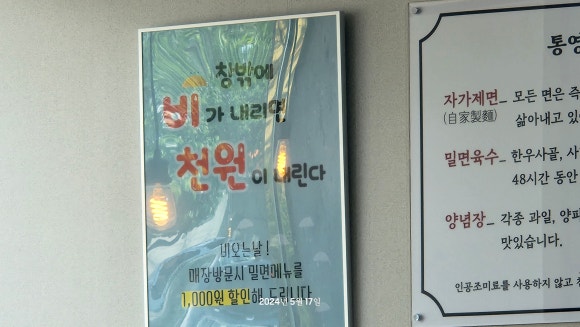 창밖에
비가 내리면
천원이 내린다
비오는날!
매장방문시 밀면메뉴를
1,000원 할인해 드립니다
2024년 5월 17일
통영
자가제면_ 모든 면은 즉
(自家製麵) 삶아내고 있
밀면육수_ 한우사골, 사
48시간 동안
양념장_ 각종 과일, 양파
맛있습니다.
인공조미료를 사용하지 않고